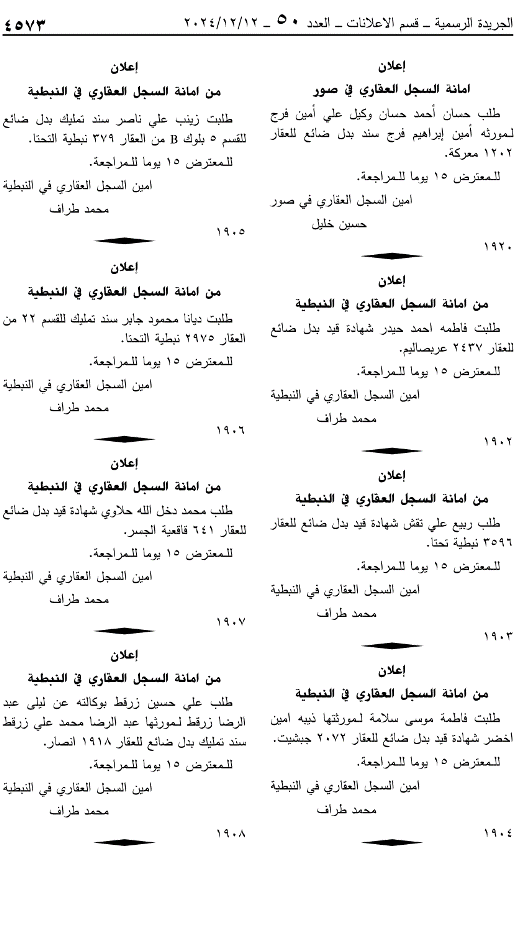 الجريدة الرسمية ــ قسم الاعلانات ــ العدد ٥٠ ــ ٢٠٢٤/١٢/١٢
٤٥٧٣
إعلان
امانة السجل العقاري في صور
طلب حسان أحمد حسان وكيل علي أمين فرج
لمورثه أمين إبراهيم فرج سند بدل ضائع للعقار
١٢٠٢ معركة.
للمعترض ١٥ يوما للمراجعة.
امين السجل العقاري في صور
حسين خليل
١٩٢٠
إعلان
من امانة السجل العقاري في النبطية
طلبت فاطمه احمد حيدر شهادة قيد بدل ضائع
للعقار ٢٤٣٧ عربصاليم.
للمعترض ١٥ يوما للمراجعة.
امين السجل العقاري في النبطية
محمد طراف
١٩٠٢
إعلان
من امانة السجل العقاري في النبطية
طلب ربيع علي تقش شهادة قيد بدل ضائع للعقار
٣٥٩٦ نبطية تحتا.
للمعترض ١٥ يوما للمراجعة.
امين السجل العقاري في النبطية
محمد طراف
١٩٠٣
إعلان
من امانة السجل العقاري في النبطية
طلبت فاطمة موسى سلامة لمورثتها ذيبه امين
اخضر شهادة قيد بدل ضائع للعقار ٢٠٧٢ جبشيت.
للمعترض ١٥ يوما للمراجعة.
امين السجل العقاري في النبطية
محمد طراف
١٩٠٤
إعلان
من امانة السجل العقاري في النبطية
طلبت زينب علي ناصر سند تمليك بدل ضائع
للقسم ٥ بلوك B من العقار ٣٧٩ نبطية التحتا.
للمعترض ١٥ يوما للمراجعة.
امين السجل العقاري في النبطية
محمد طراف
١٩٠٥
إعلان
من امانة السجل العقاري في النبطية
طلبت ديانا محمود جابر سند تمليك للقسم ٢٢ من
العقار ٢٩٧٥ نبطية التحتا.
للمعترض ١٥ يوما للمراجعة.
امين السجل العقاري في النبطية
محمد طراف
١٩٠٦
إعلان
من امانة السجل العقاري في النبطية
طلب محمد دخل الله حلاوي شهادة قيد بدل ضائع
للعقار ٦٤١ قاقعية الجسر.
للمعترض ١٥ يوما للمراجعة.
امين السجل العقاري في النبطية
محمد طراف
١٩٠٧
إعلان
من امانة السجل العقاري في النبطية
طلب علي حسين زرقط بوكالته عن ليلى عبد
الرضا زرقط لمورثها عبد الرضا محمد علي زرقط
سند تمليك بدل ضائع للعقار ١٩١٨ انصار.
للمعترض ١٥ يوما للمراجعة.
امين السجل العقاري في النبطية
محمد طراف
١٩٠٨